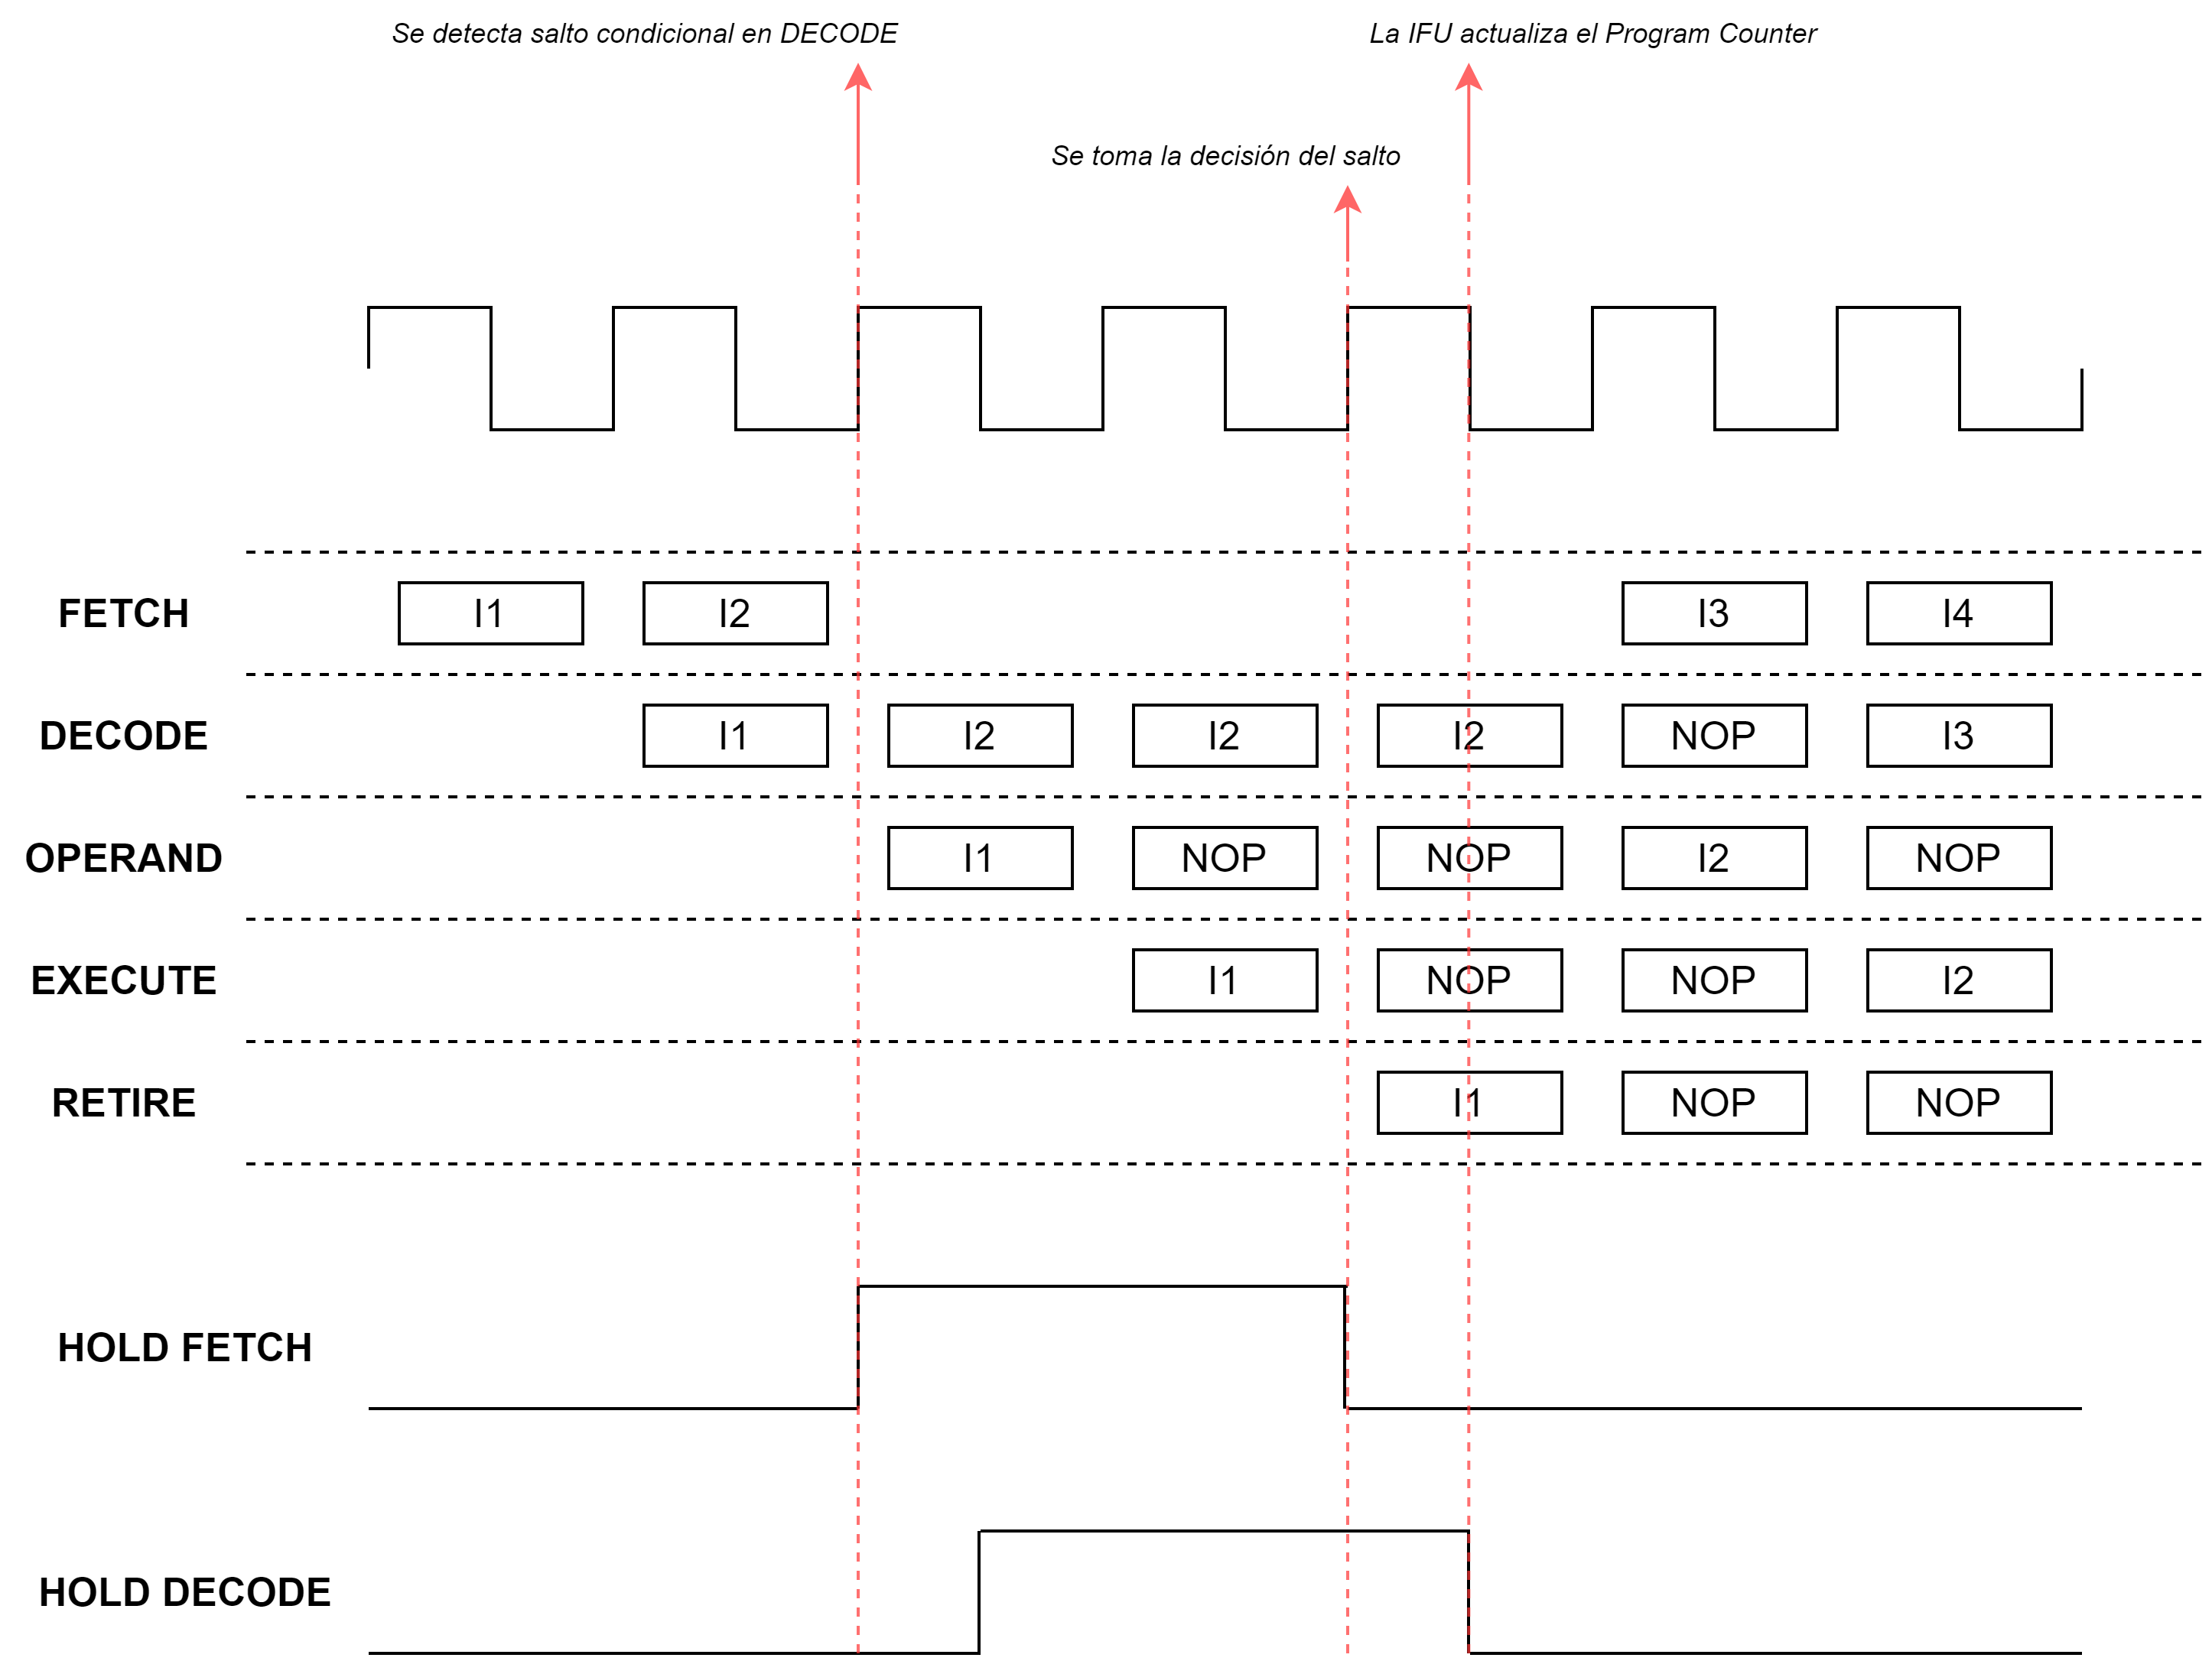 Se detecta salto condicional en DECODE
La IFU actualiza el Program Counter
Se toma la decisión del salto
FETCH I1 I2 I3 I4
DECODE I1 I2 I2 I2 NOP I3
OPERAND I1 NOP NOP I2 NOP
EXECUTE I1 NOP NOP I2
RETIRE I1 NOP NOP
HOLD FETCH
HOLD DECODE